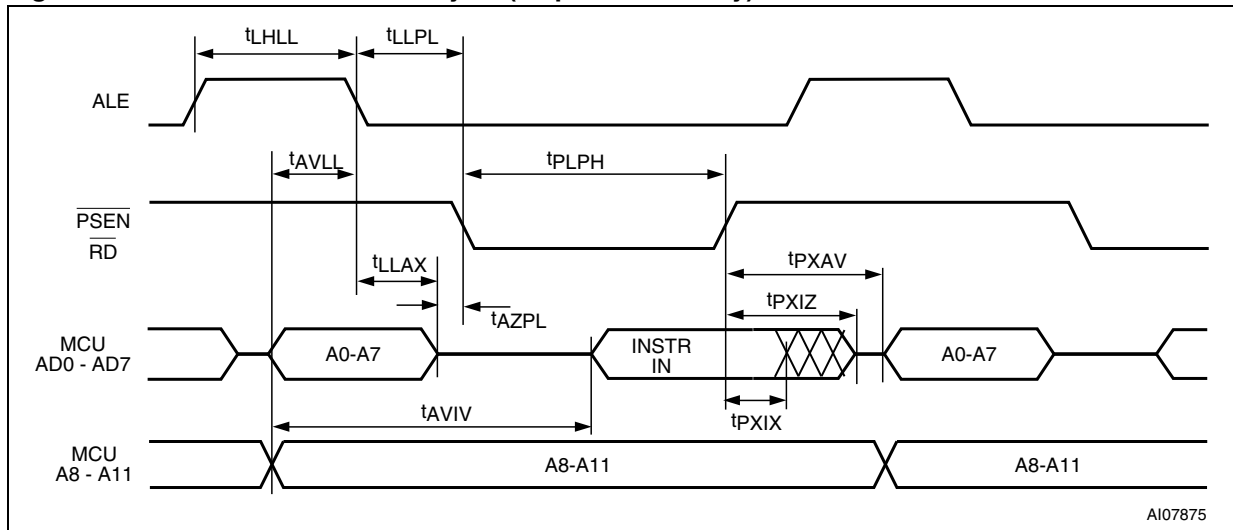 tLHLL tLLPL
ALE
tAVLL tPLPH
PSEN
RD
tLLAX tPXAV
tPXIZ
tAZPL
MCU
AD0 - AD7
A0-A7
INSTR
IN
A0-A7
tAVIV tPXIX
MCU
A8 - A11
A8-A11 A8-A11
AI07875